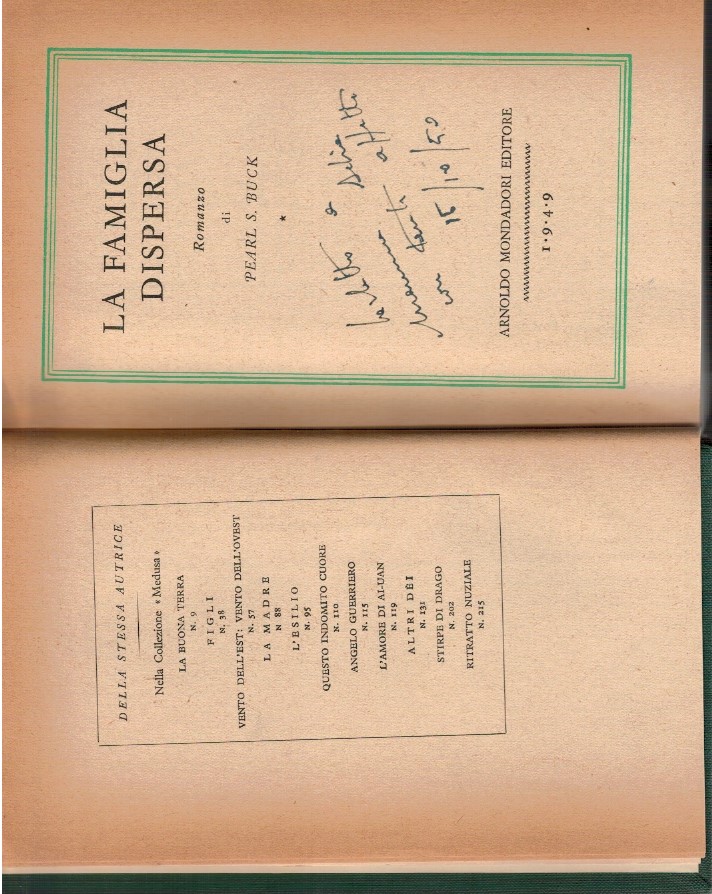 DELLA STESSA AUTRICE
Nella Collezione « Medusa »
LA BUONA TERRA
N. 9
FIGLI
N. 38
VENTO DELL'EST: VENTO DELL'OVEST
N. 57
LA MADRE
N 88
L'ESILIO
N. 95
QUESTO INDOMITO CUORE
N. 110
ANGELO GUERRIERO
N. 115
L'AMORE DI AI-UAN
N. 119
ALTRI DÈI
N. 131
STIRPE DI DRAGO
N. 202
RITRATTO NUZIALE
N. 215
LA FAMIGLIA
DISPERSA
Romanzo
di
PEARL S. BUCK
*
con
ARNOLDO MONDADORI EDITORE
1•9•4•9